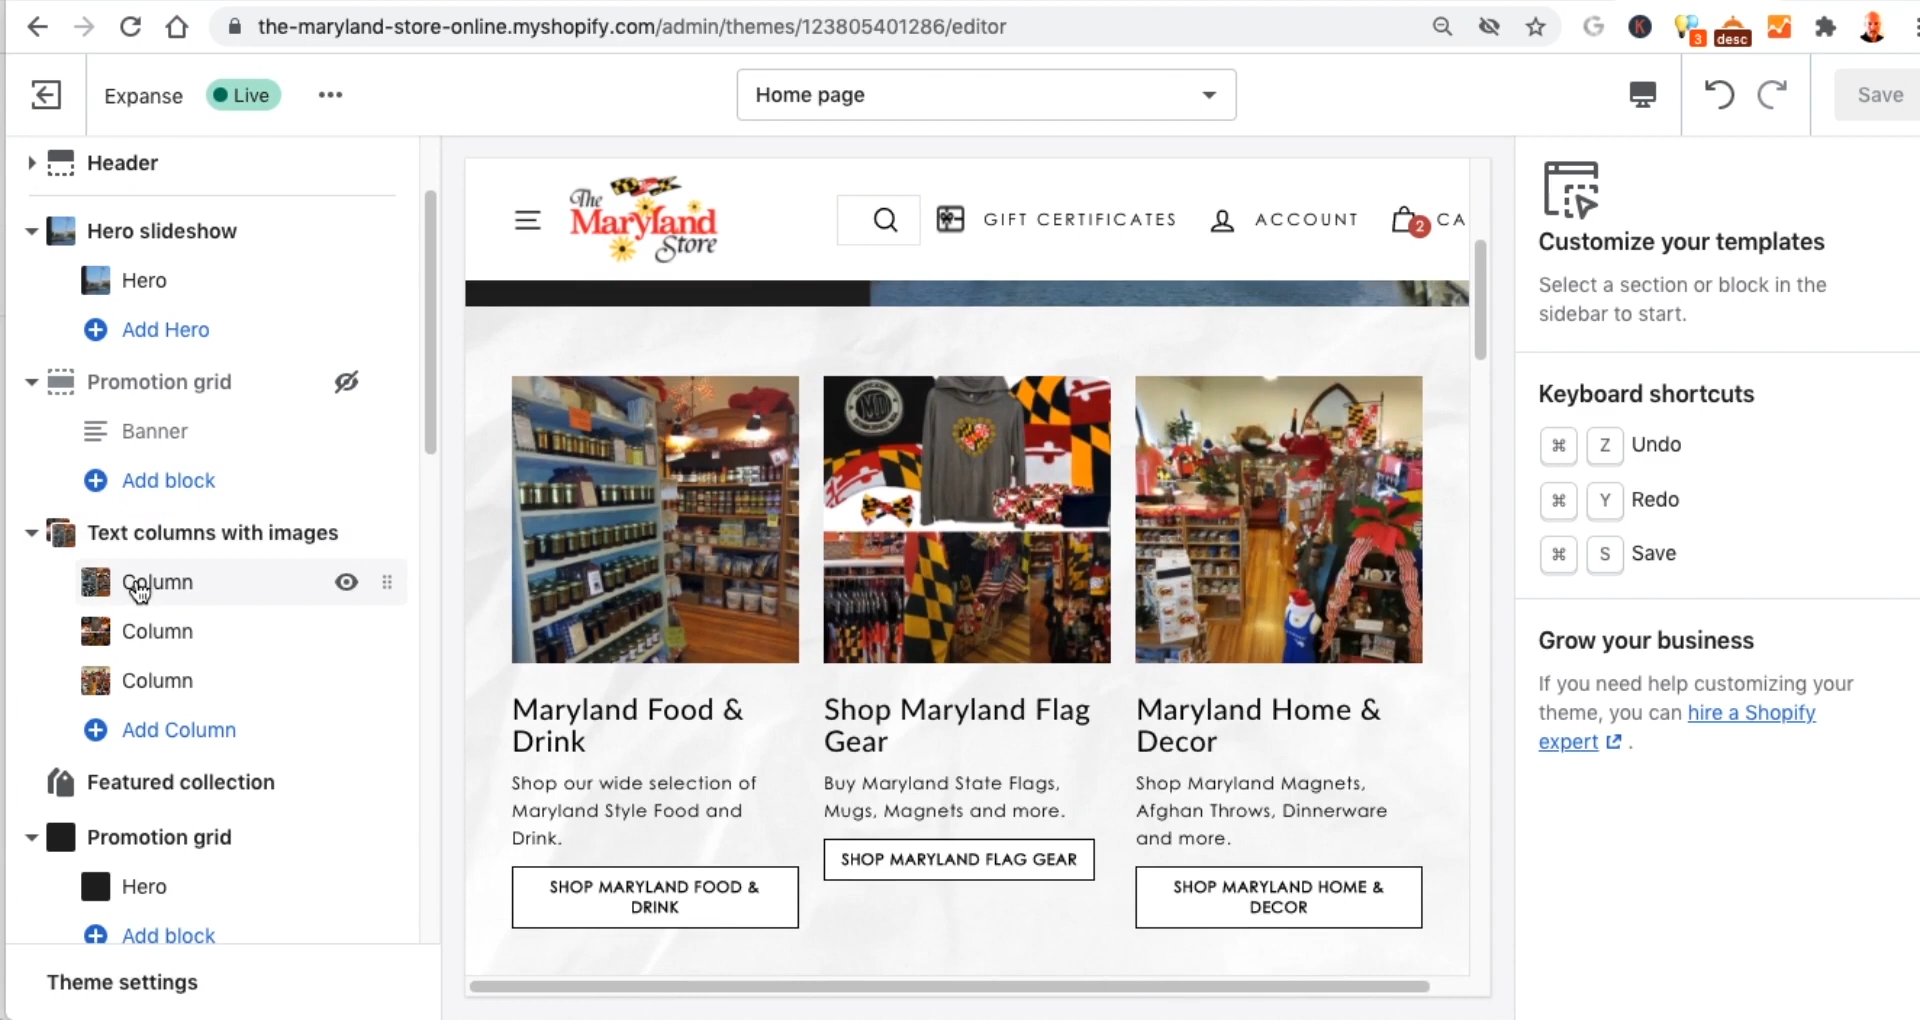 the-maryland-store-online.myshopify.com/admin/themes/123805401286/editor
3
desc
Expanse
Live
Home page
Save
Header
Hero slideshow
Hero
Add Hero
Promotion grid
Banner
Add block
Text columns with images
Column
Column
Column
Add Column
Featured collection
Promotion grid
Hero
Add block
Theme settings
The
Maryland
Store
GIFT CERTIFICATES
ACCOUNT
2
CA
Maryland Food &
Drink
Shop our wide selection of
Maryland Style Food and
Drink.
SHOP MARYLAND FOOD &
DRINK
Shop Maryland Flag
Gear
Buy Maryland State Flags,
Mugs, Magnets and more.
SHOP MARYLAND FLAG GEAR
JOY
Maryland Home &
Decor
Shop Maryland Magnets,
Afghan Throws, Dinnerware
and more.
SHOP MARYLAND HOME &
DECOR
Customize your templates
Select a section or block in the
sidebar to start.
Keyboard shortcuts
⌘ Z Undo
⌘ Y Redo
⌘ S Save
Grow your business
If you need help customizing your
theme, you can hire a Shopify
expert .